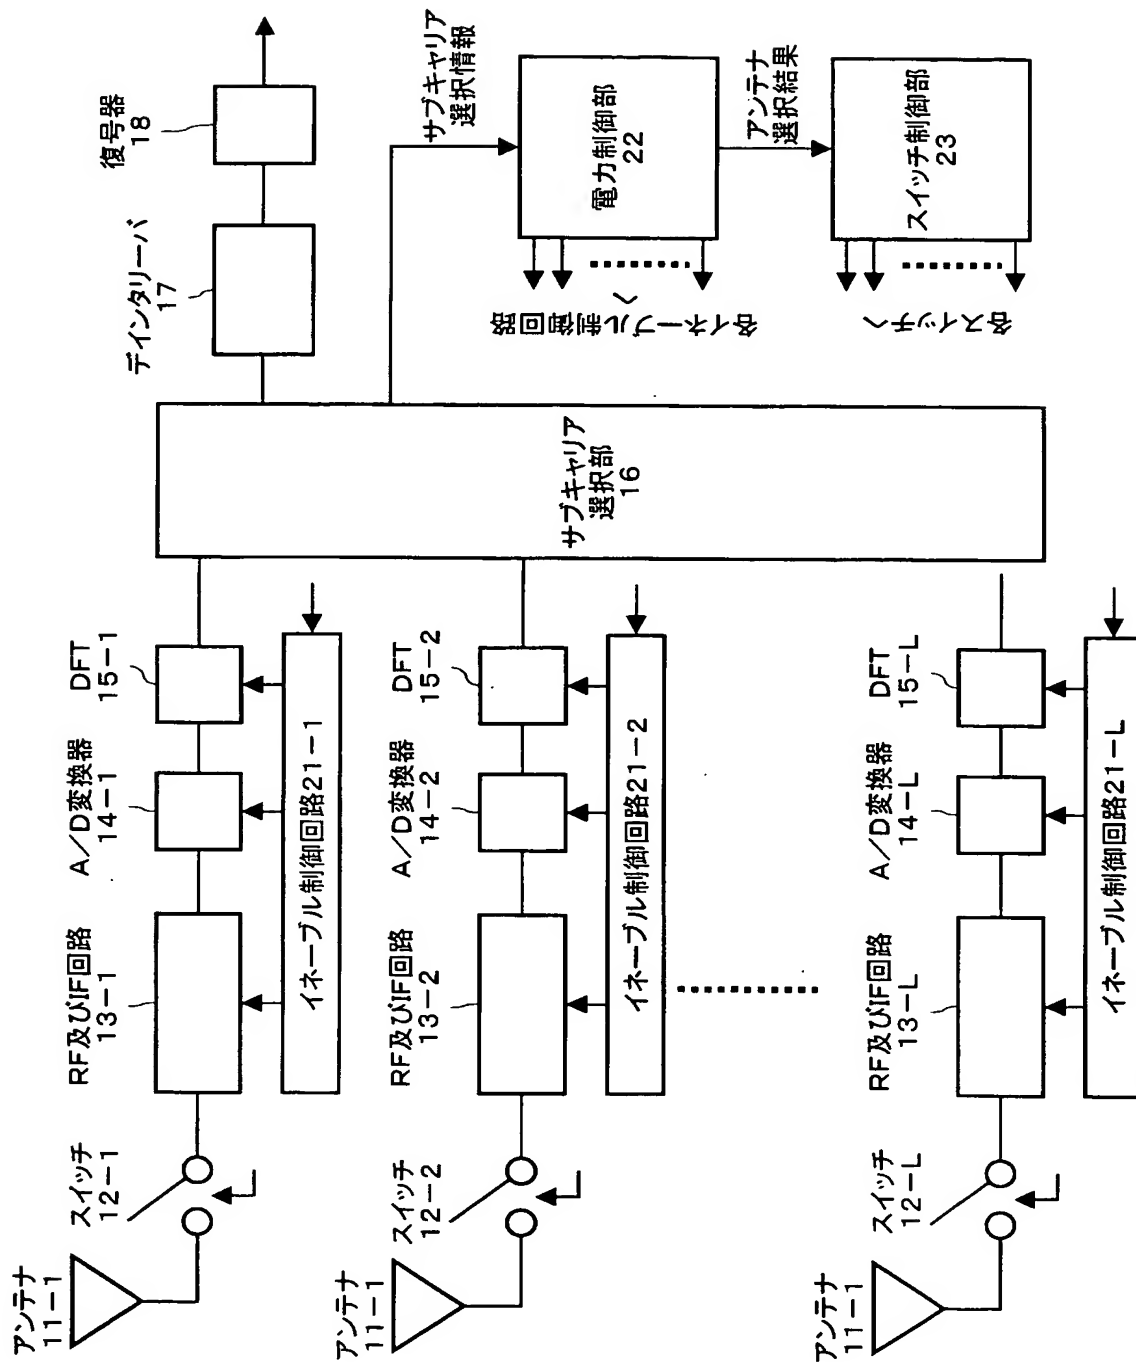 アンテナ
11-1
スイッチ
12-1
RF及びIF回路
13-1
A/D変換器
14-1
DFT
15-1
イネーブル制御回路21-1
アンテナ
11-1
スイッチ
12-2
RF及びIF回路
13-2
A/D変換器
14-2
DFT
15-2
イネーブル制御回路21-2
アンテナ
11-1
スイッチ
12-L
RF及びIF回路
13-L
A/D変換器
14-L
DFT
15-L
イネーブル制御回路21-L
サブキャリア
選択部
16
デインタリーバ
17
復号器
18
サブキャリア
選択情報
電力制御部
22
各イネーブル制御回路
へ
アンテナ
選択結果
スイッチ制御部
23
各スイッチへ